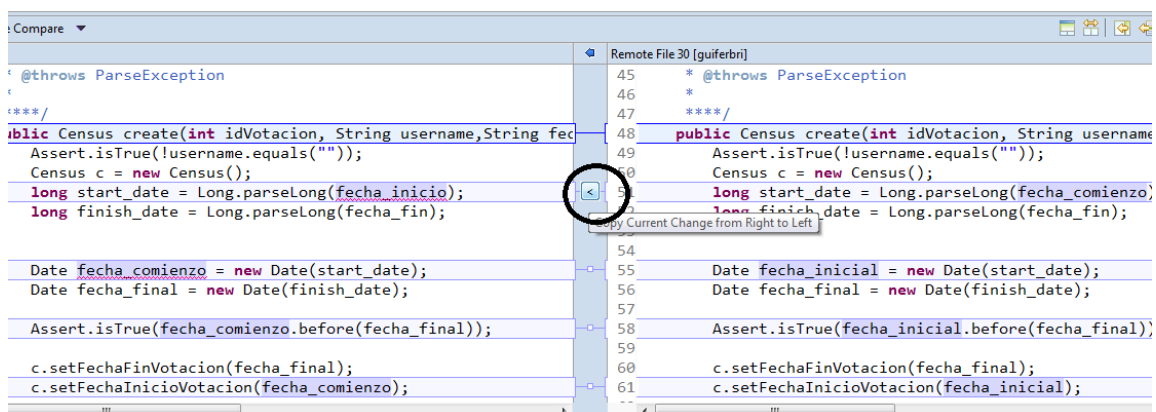 e Compare
Remote File 30 [guiferbri]
* @throws ParseException
*
****/
ublic Census create(int idVotacion, String username,String fec
Assert.isTrue(!username.equals(""));
Census c = new Census();
long start_date = Long.parseLong(fecha_inicio);
long finish_date = Long.parseLong(fecha_fin);
Date fecha_comienzo = new Date(start_date);
Date fecha_final = new Date(finish_date);
Assert.isTrue(fecha_comienzo.before(fecha_final));
c.setFechaFinVotacion(fecha_final);
c.setFechaInicioVotacion(fecha_comienzo);
<
Copy Current Change from Right to Left
45 * @throws ParseException
46 *
47 ****/
48 public Census create(int idVotacion, String username
49 Assert.isTrue(!username.equals(""));
50 Census c = new Census();
51 long start_date = Long.parseLong(fecha_comienzo)
long finish_date = Long.parseLong(fecha_fin);
54
55 Date fecha_inicial = new Date(start_date);
56 Date fecha_final = new Date(finish_date);
57
58 Assert.isTrue(fecha_inicial.before(fecha_final))
59
60 c.setFechaFinVotacion(fecha_final);
61 c.setFechaInicioVotacion(fecha_inicial);